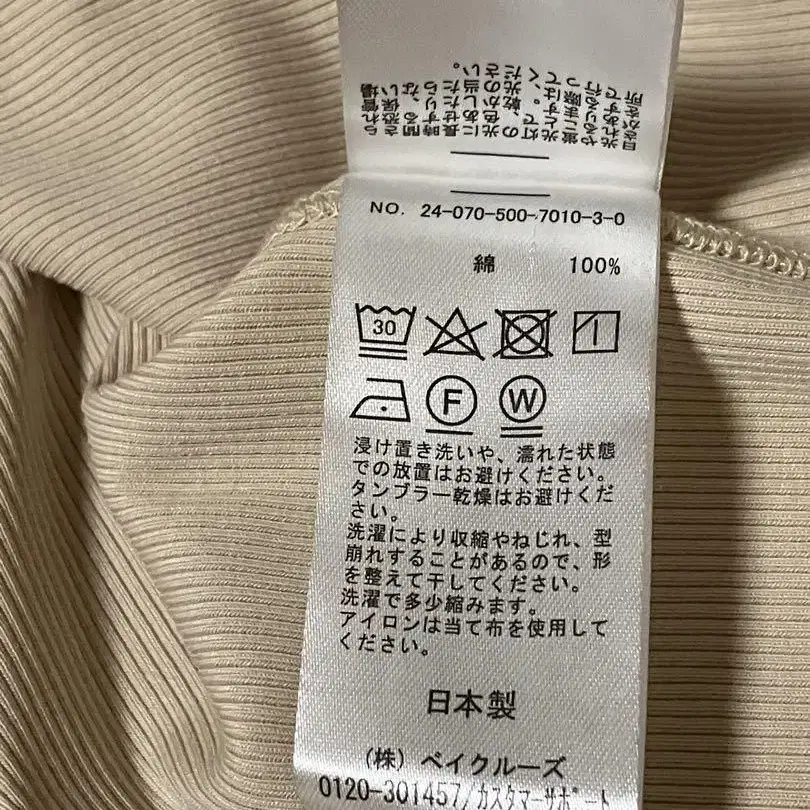 NO. 24-070-500-7010-3-0
綿 100%
30
F W
浸け置き洗いや、濡れた状態
での放置はお避けください。
タンブラー乾燥はお避けくだ
さい。
洗濯により収縮やねじれ、型
崩れすることがあるので、形
を整えて干してください。
洗濯で多少縮みます。
アイロンは当て布を使用して
ください。
日本製
(株) ベイクルーズ
0120-301457/カスタマーサポート